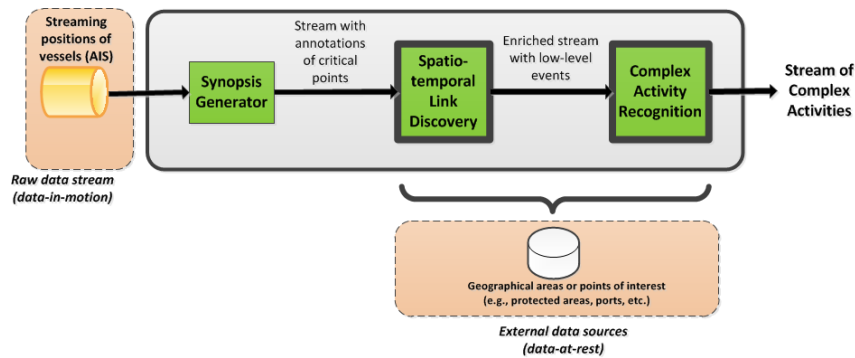 Streaming
positions of
vessels (AIS)
Raw data stream
(data-in-motion)
Synopsis
Generator
Stream with
annotations
of critical
points
Spatio-
temporal
Link
Discovery
Enriched stream
with low-level
events
Complex
Activity
Recognition
Stream of
Complex
Activities
Geographical areas or points of interest
(e.g., protected areas, ports, etc.)
External data sources
(data-at-rest)